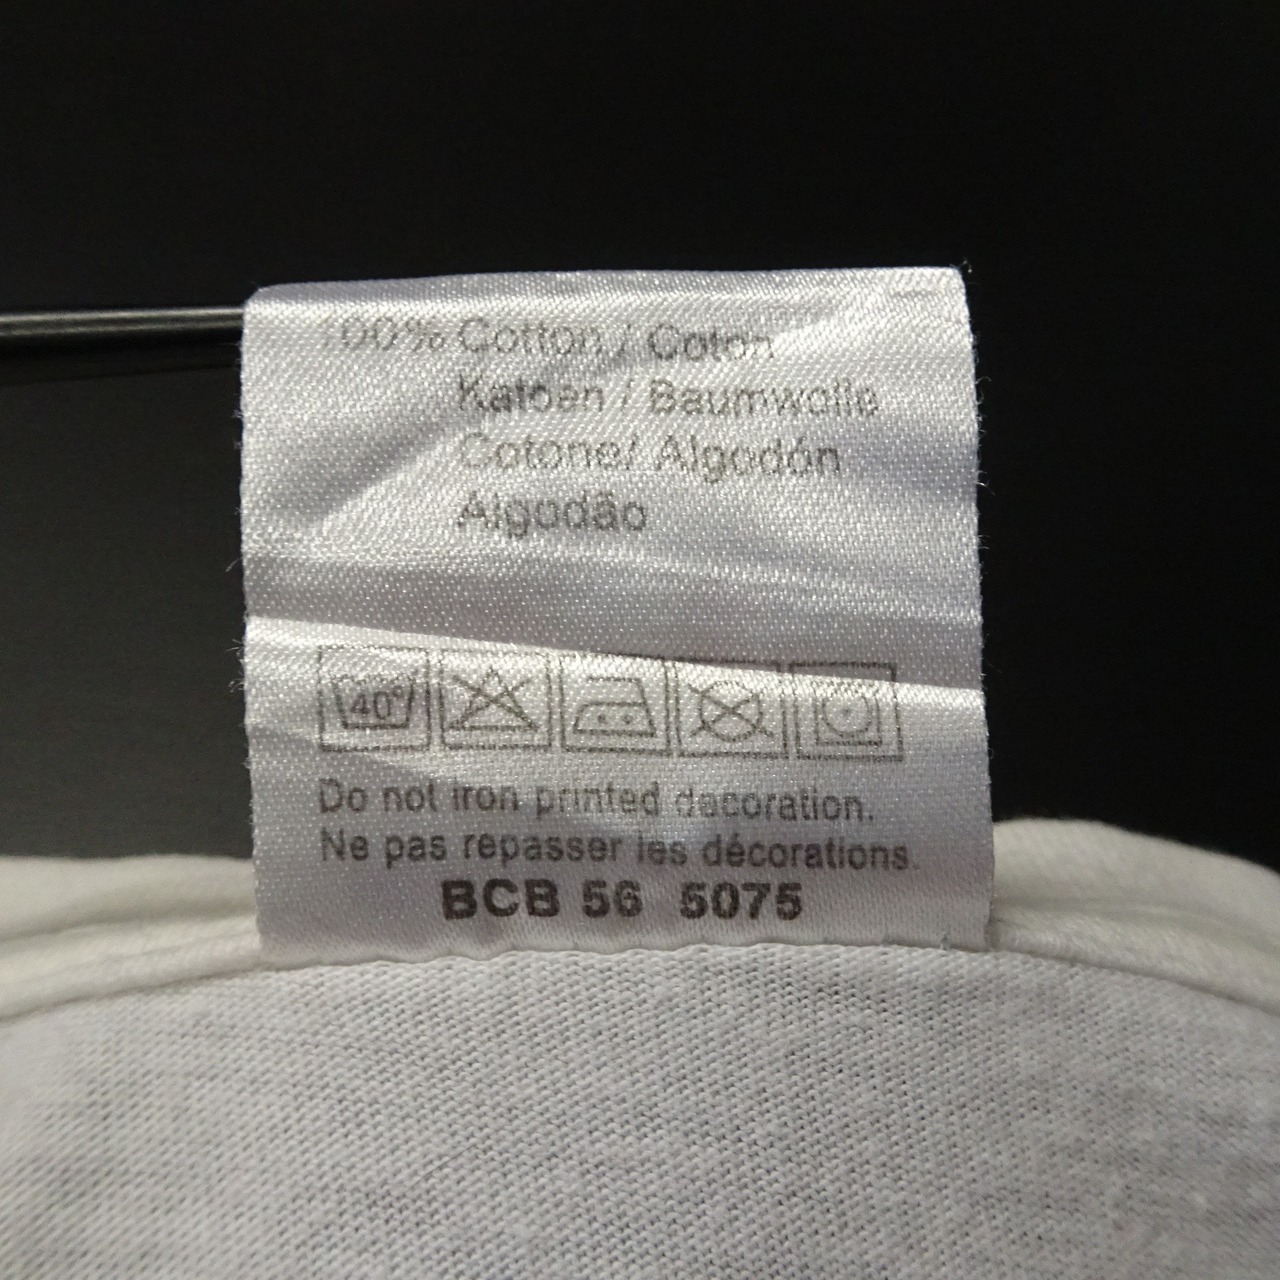 100% Cotton / Coton
Katoen / Baumwolle
Cotone/ Algodón
Algodão
40°
Do not iron printed decoration.
Ne pas repasser les décorations.
BCB 56 5075